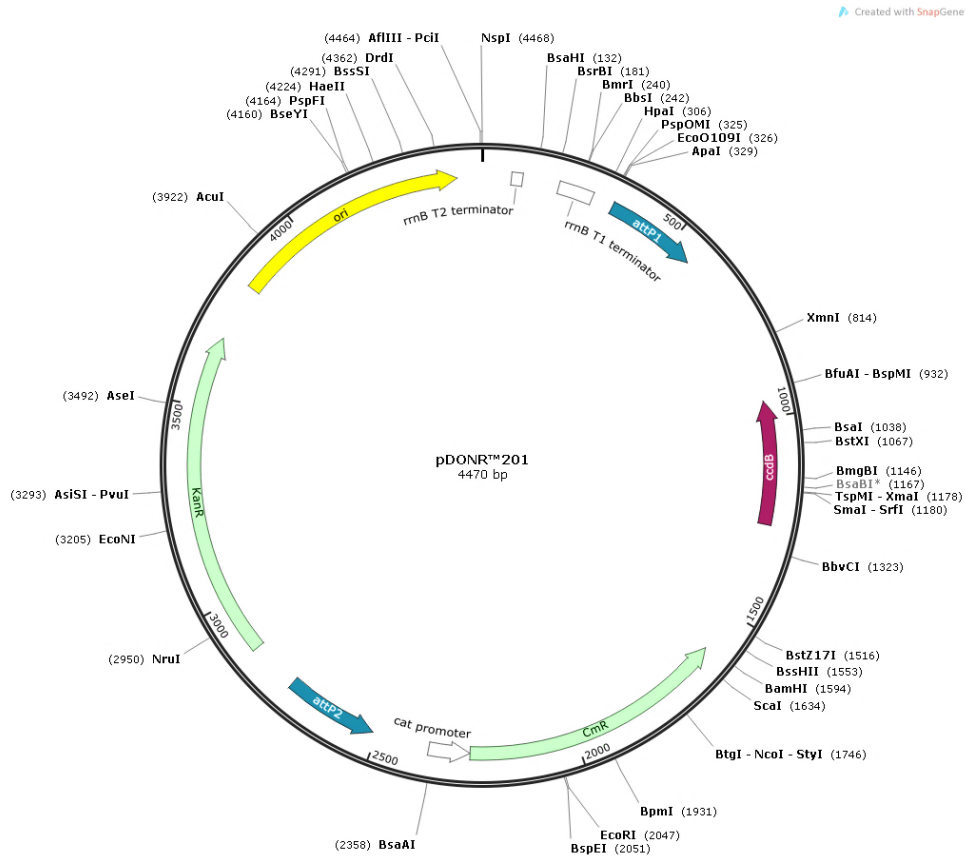 Created with SnapGene
(4464) AflIII - PciI
NspI (4468)
(4362) DrdI
(4291) BssSI
(4224) HaeII
(4164) PspFI
(4160) BseYI
BsaHI (132)
BsrBI (181)
BmrI (240)
BbsI (242)
HpaI (306)
PspOMI (325)
EcoO109I (326)
ApaI (329)
(3922) AcuI
4000
ori
rrnB T2 terminator
rrnB T1 terminator
attP1
500
XmnI (814)
BfuAI - BspMI (932)
1000
(3492) AseI
3500
BsaI (1038)
BstXI (1067)
pDONR™201
4470 bp
ccdB
BmgBI (1146)
BsaBI* (1167)
TspMI - XmaI (1178)
SmaI - SrfI (1180)
(3293) AsiSI - PvuI
KanR
(3205) EcoNI
BbvCI (1323)
1500
3000
(2950) NruI
BstZ17I (1516)
BssHII (1553)
BamHI (1594)
ScaI (1634)
attP2
cat promoter
CmR
2500
2000
BtgI - NcoI - StyI (1746)
BpmI (1931)
EcoRI (2047)
BspEI (2051)
(2358) BsaAI